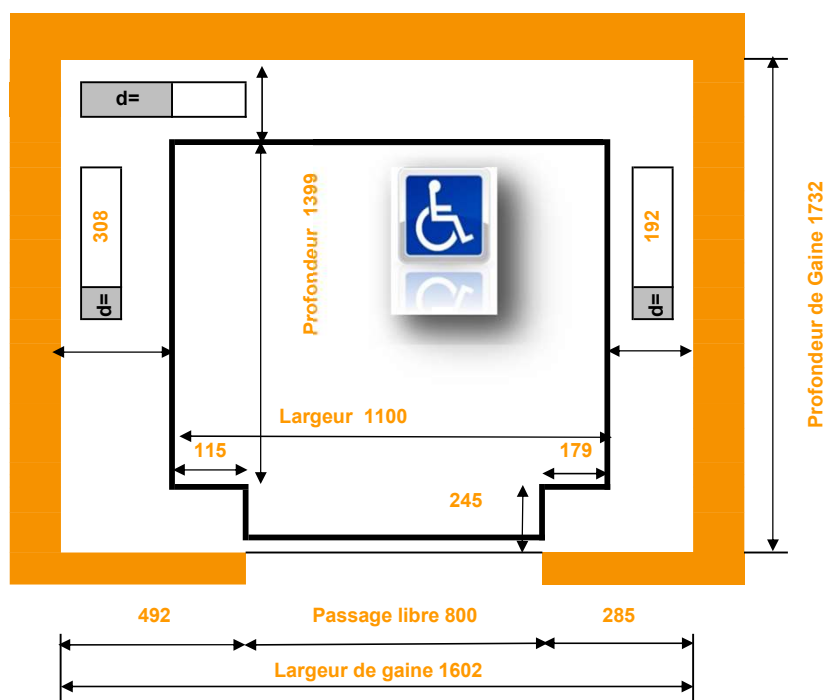 d=
308
d=
Profondeur 1399
192
d=
Profondeur de Gaine 1732
Largeur 1100
115
179
245
492
Passage libre 800
285
Largeur de gaine 1602